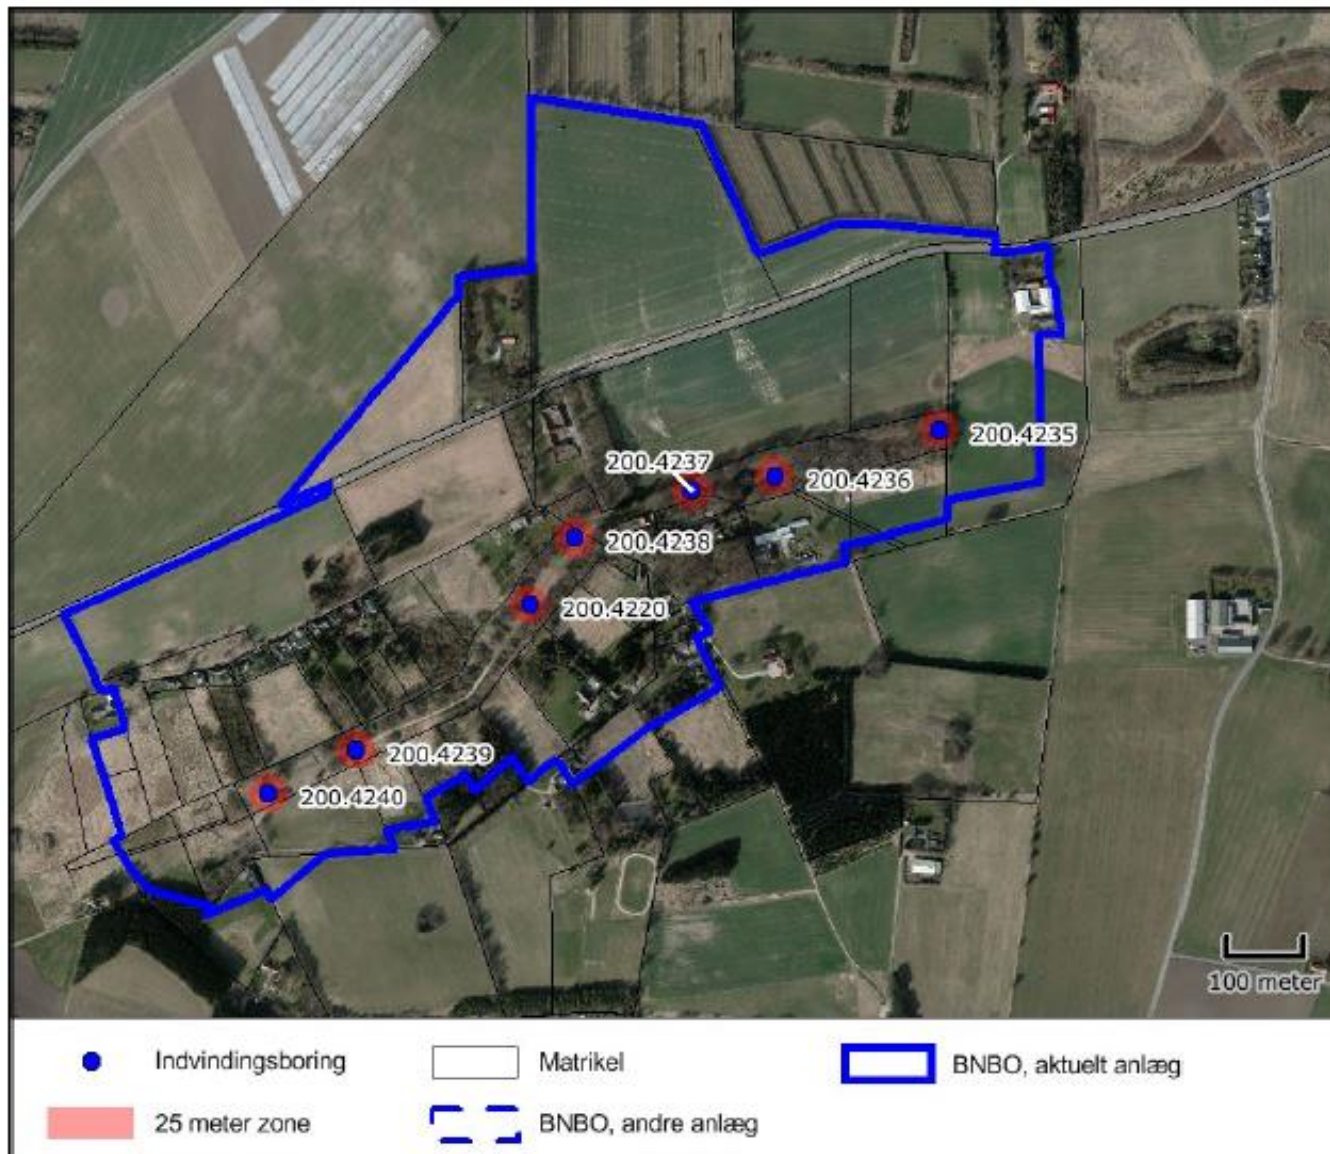 200.4235
200.4237
200.4236
200.4238
200.4220
200.4239
200.4240
100 meter
Indvindingsboring
Matrikel
BNBO, aktuelt anlæg
25 meter zone
BNBO, andre anlæg